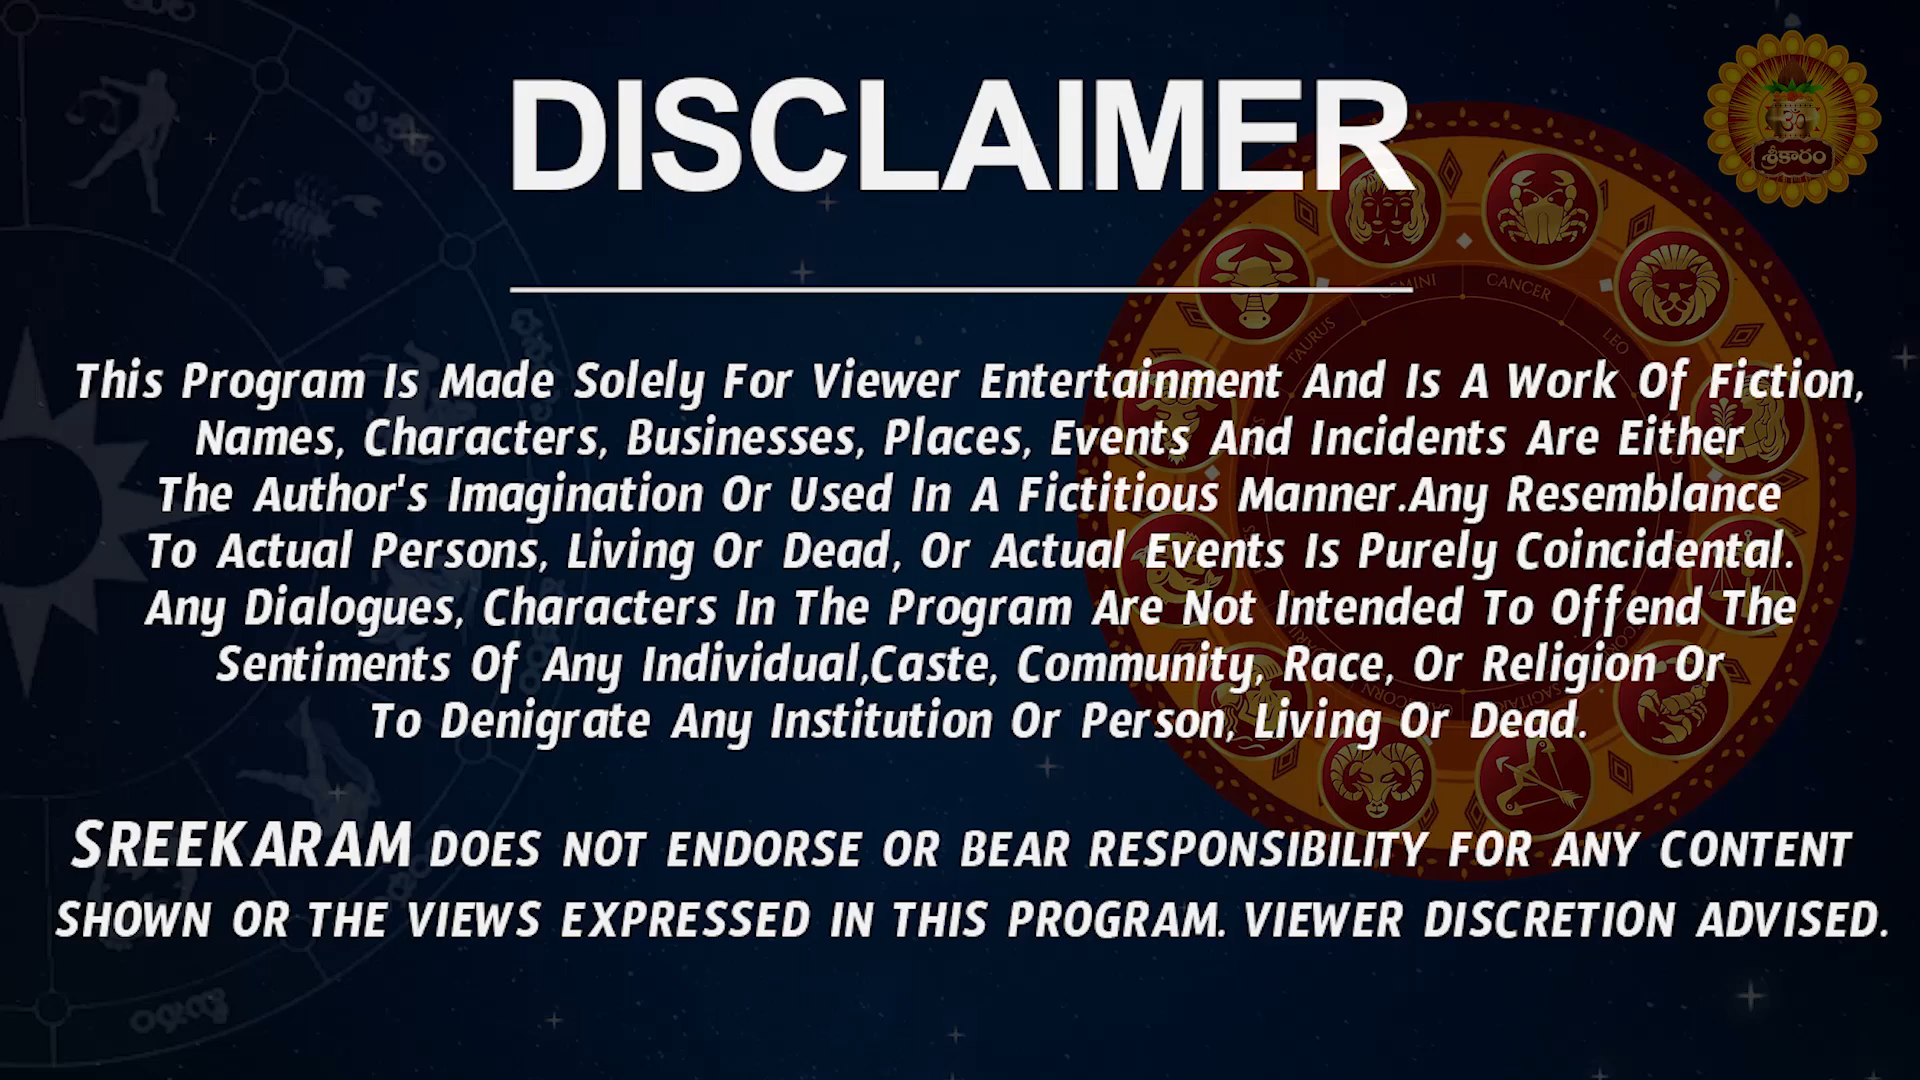 DISCLAIMER
శ్రీకారం
GEMINI
CANCER
TAURUS
LEO
This Program Is Made Solely For Viewer Entertainment And Is A Work Of Fiction,
Names, Characters, Businesses, Places, Events And Incidents Are Either
The Author's Imagination Or Used In A Fictitious Manner.Any Resemblance
To Actual Persons, Living Or Dead, Or Actual Events Is Purely Coincidental.
Any Dialogues, Characters In The Program Are Not Intended To Offend The
Sentiments Of Any Individual,Caste, Community, Race, Or Religion Or
To Denigrate Any Institution Or Person, Living Or Dead.
SREEKARAM DOES NOT ENDORSE OR BEAR RESPONSIBILITY FOR ANY CONTENT
SHOWN OR THE VIEWS EXPRESSED IN THIS PROGRAM. VIEWER DISCRETION ADVISED.